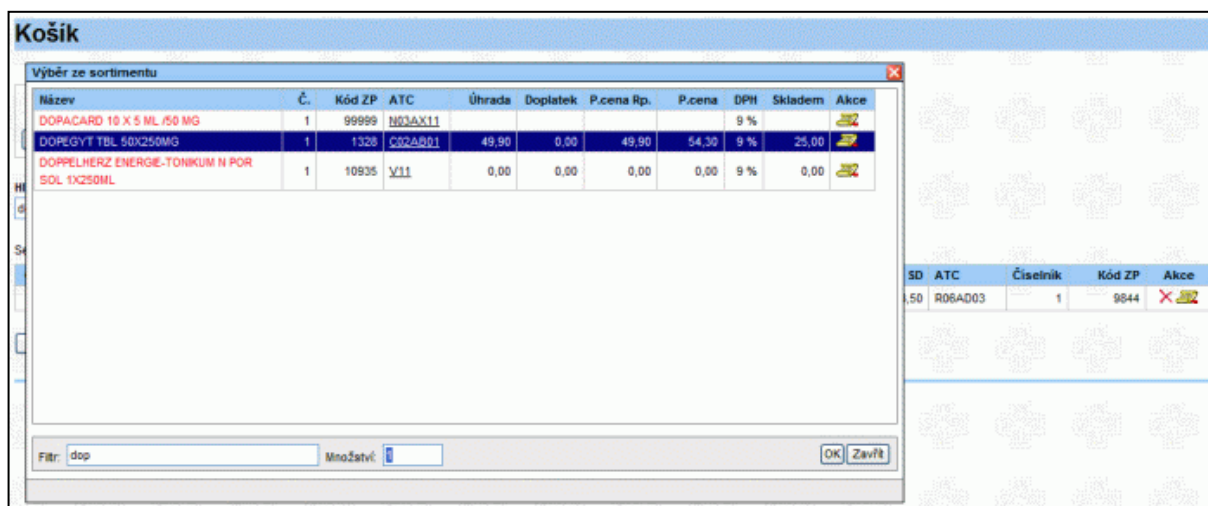 Košík
Výběr ze sortimentu
Název Č. Kód ZP ATC Úhrada Doplatek P.cena Rp. P.cena DPH Skladem Akce
DOPACARD 10 X 5 ML /50 MG 1 99999 N03AX11 9 %
DOPEGYT TBL 50X250MG 1 1328 C02AB01 49,90 0,00 49,90 54,30 9 % 25,00
DOPPELHERZ ENERGIE-TONIKUM N POR
SOL 1X250ML 1 10935 V11 0,00 0,00 0,00 0,00 9 % 0,00
SD ATC Číselník Kód ZP Akce
,50 R06AD03 1 9844
Filtr: dop Množství: 1 OK Zavřít